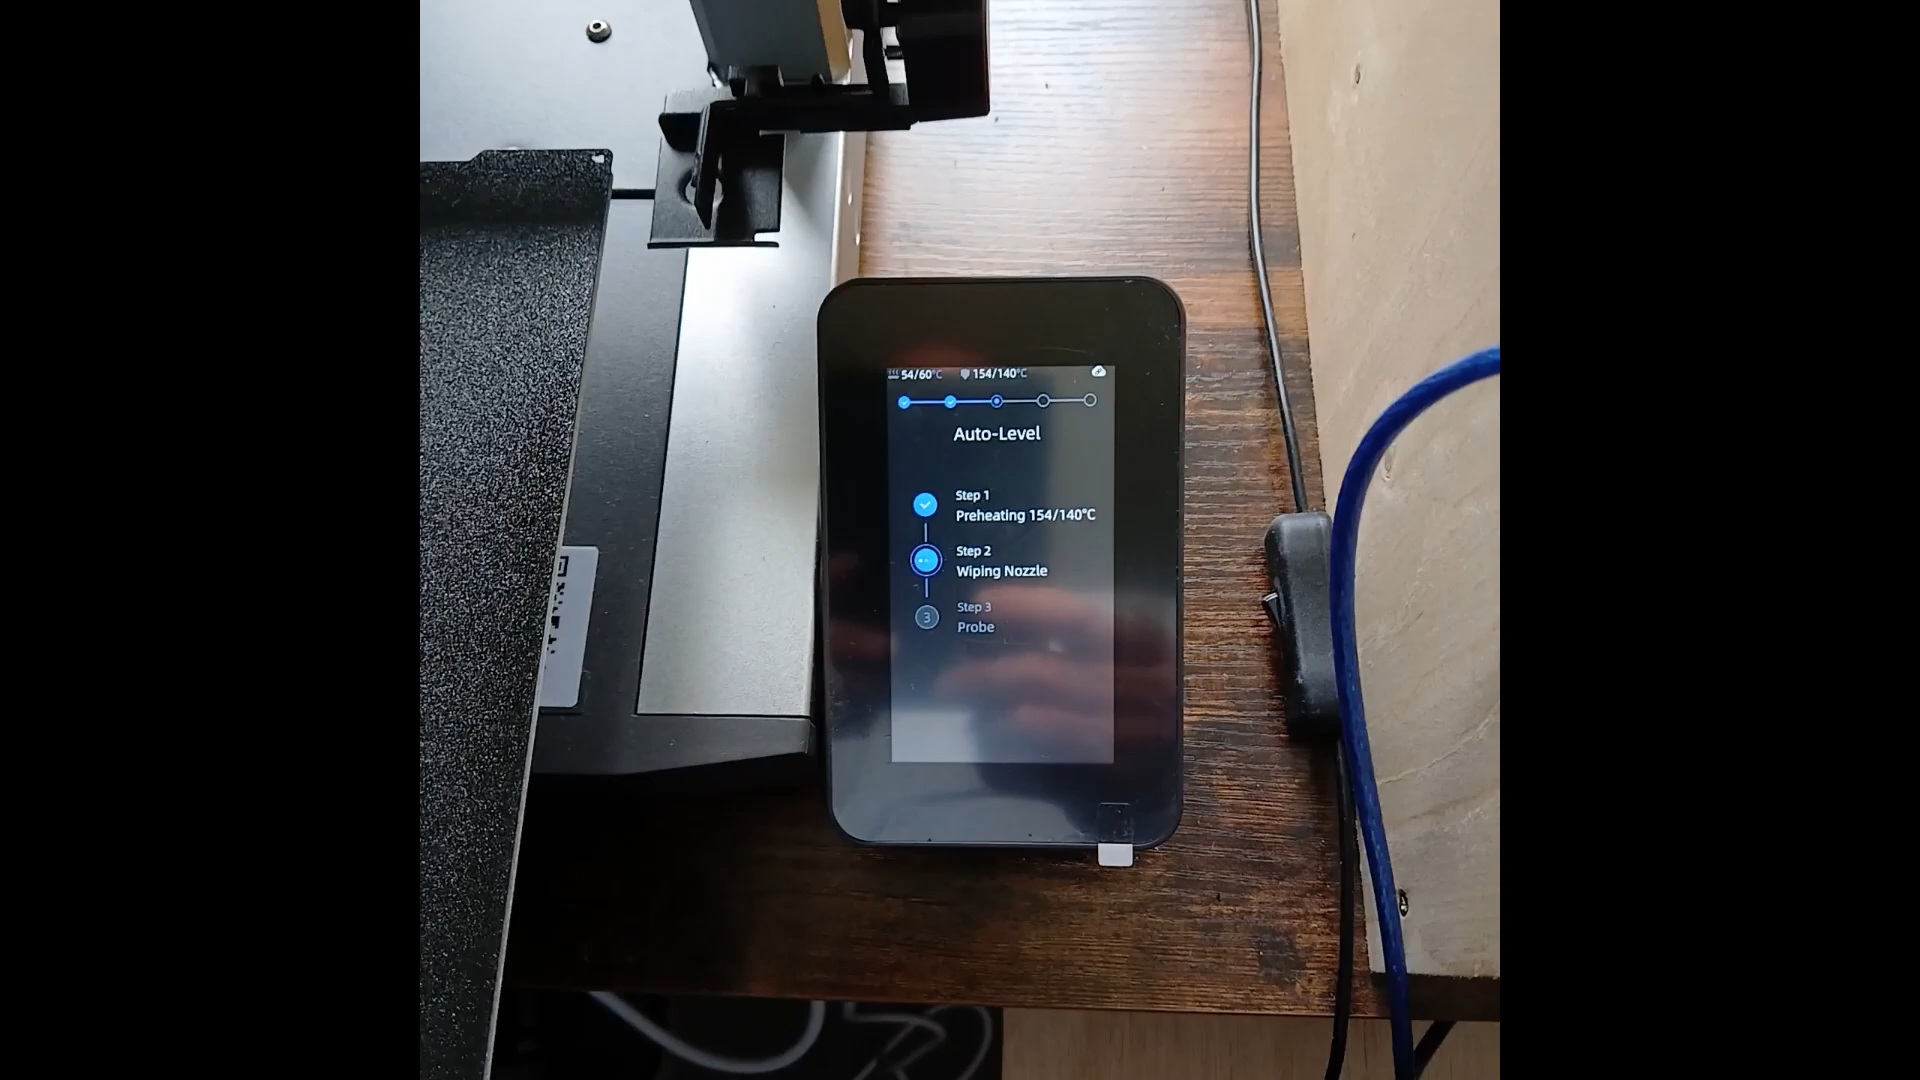 54/60°C 154/140°C
Auto-Level
Step 1
Preheating 154/140°C
Step 2
Wiping Nozzle
3 Step 3
Probe